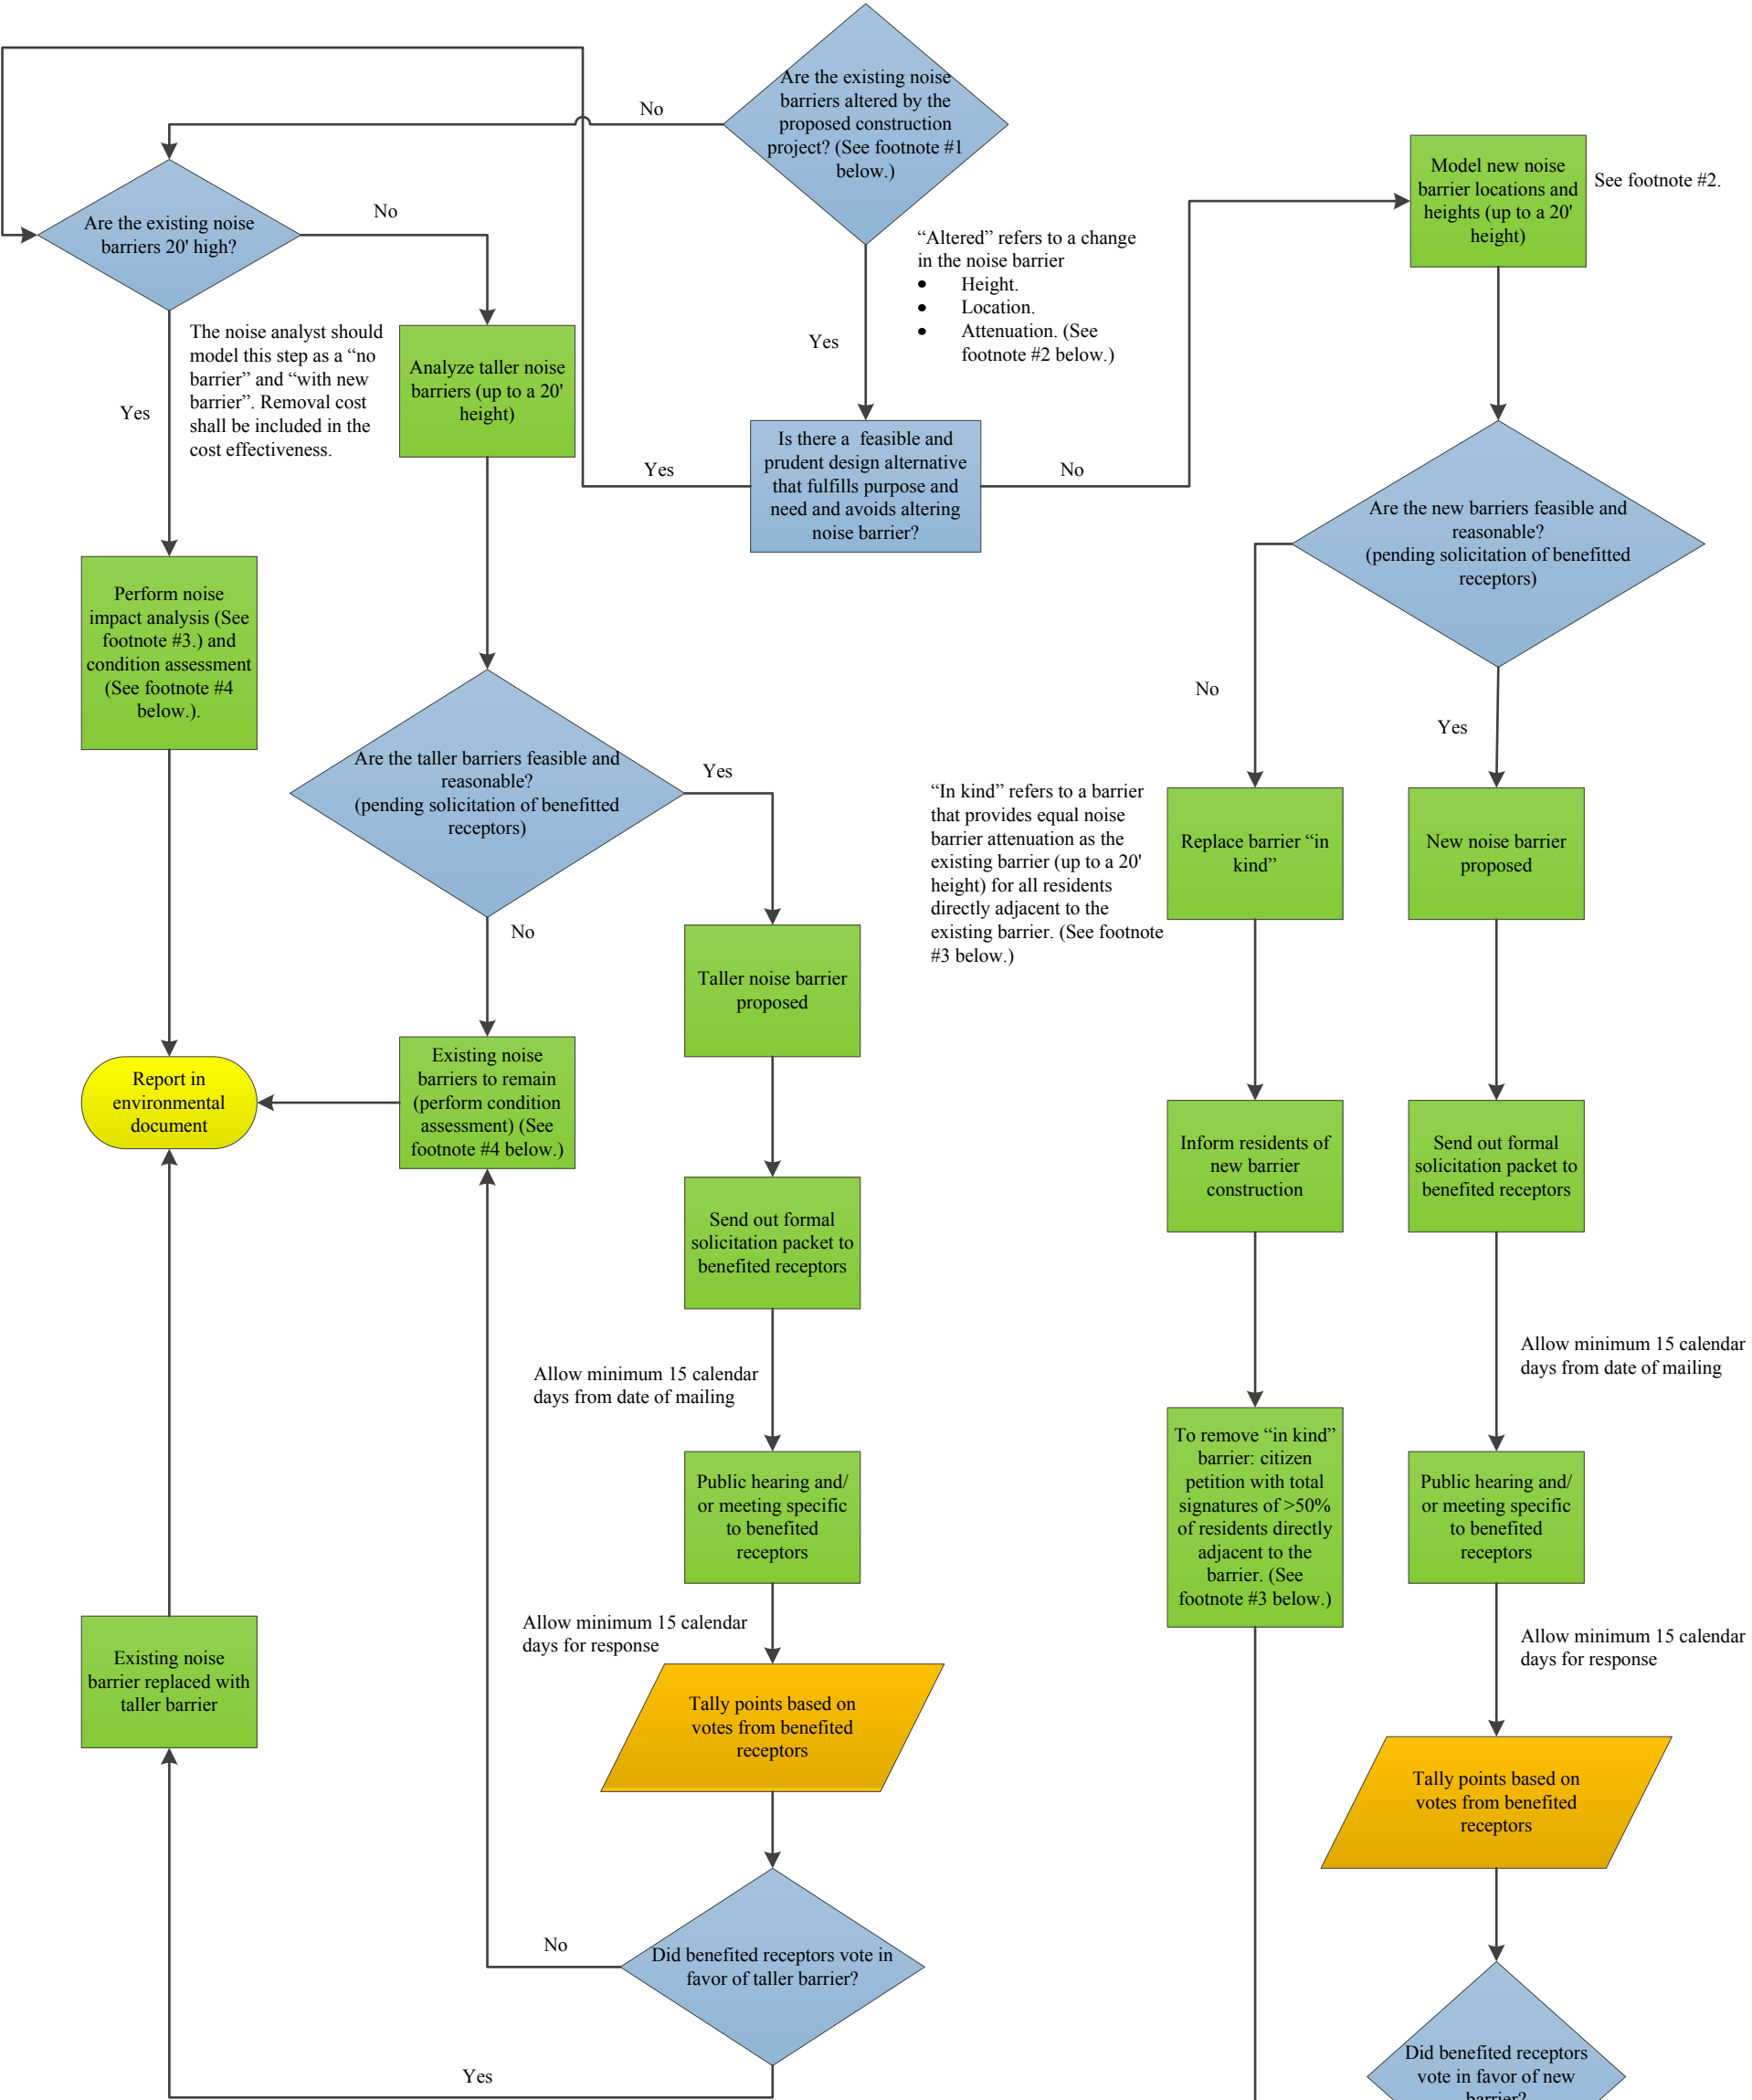 Are the existing noise
barriers altered by the
proposed construction
project? (See footnote #1
below.)
No
Are the existing noise
barriers 20' high?
No
Yes
The noise analyst should
model this step as a “no
barrier” and “with new
barrier”. Removal cost
shall be included in the
cost effectiveness.
Analyze taller noise
barriers (up to a 20'
height)
Yes
“Altered” refers to a change
in the noise barrier
• Height.
• Location.
• Attenuation. (See
footnote #2 below.)
Is there a feasible and
prudent design alternative
that fulfills purpose and
need and avoids altering
noise barrier?
Yes
No
Model new noise
barrier locations and
heights (up to a 20'
height)
See footnote #2.
Are the new barriers feasible and
reasonable?
(pending solicitation of benefitted
receptors)
No
Yes
Perform noise
impact analysis (See
footnote #3.) and
condition assessment
(See footnote #4
below.).
Are the taller barriers feasible and
reasonable?
(pending solicitation of benefitted
receptors)
Yes
No
“In kind” refers to a barrier
that provides equal noise
barrier attenuation as the
existing barrier (up to a 20'
height) for all residents
directly adjacent to the
existing barrier. (See footnote
#3 below.)
Replace barrier “in
kind”
New noise barrier
proposed
Taller noise barrier
proposed
Report in
environmental
document
Existing noise
barriers to remain
(perform condition
assessment) (See
footnote #4 below.)
Inform residents of
new barrier
construction
Send out formal
solicitation packet to
benefited receptors
Send out formal
solicitation packet to
benefited receptors
Allow minimum 15 calendar
days from date of mailing
Allow minimum 15 calendar
days from date of mailing
Public hearing and/
or meeting specific
to benefited
receptors
To remove “in kind”
barrier: citizen
petition with total
signatures of >50%
of residents directly
adjacent to the
barrier. (See
footnote #3 below.)
Public hearing and/
or meeting specific
to benefited
receptors
Allow minimum 15 calendar
days for response
Allow minimum 15 calendar
days for response
Existing noise
barrier replaced with
taller barrier
Tally points based on
votes from benefited
receptors
Tally points based on
votes from benefited
receptors
No
Did benefited receptors vote in
favor of taller barrier?
Yes
Did benefited receptors
vote in favor of new
barrier?